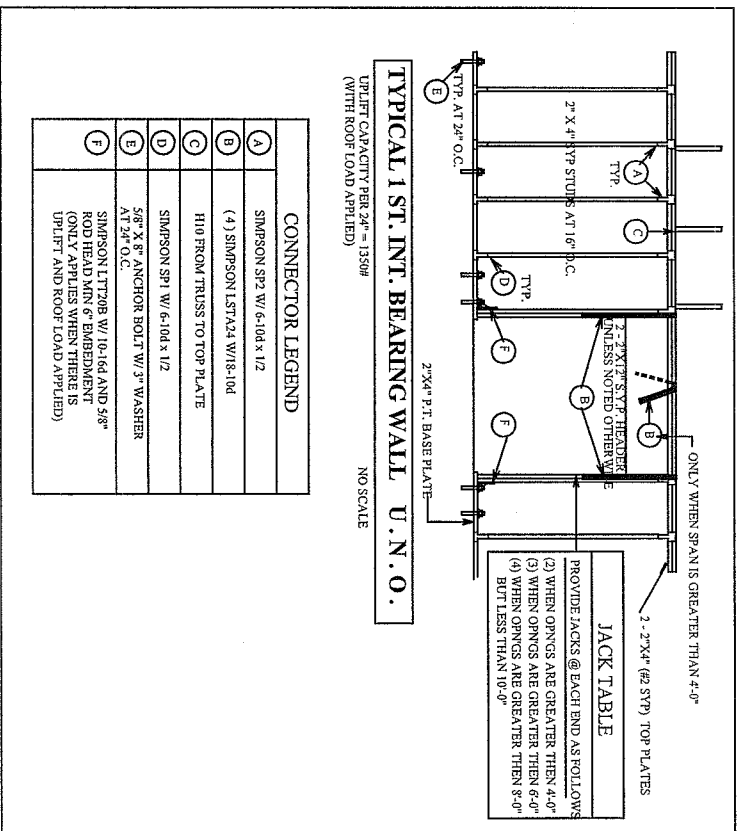 ONLY WHEN SPAN IS GREATER THAN 4'-0"
2 - 2"X4" (#2 SYP) TOP PLATES
A
TYP.
C
B
2" X 4" SYP STUDS AT 16" O.C.
2 - 2"X12" S.Y.P. HEADER
UNLESS NOTED OTHERWISE
B
D
TYP.
F
F
TYP. AT 24" O.C.
E
2"X4" P.T. BASE PLATE
JACK TABLE
PROVIDE JACKS @ EACH END AS FOLLOWS
(2) WHEN OPN'GS ARE GREATER THEN 4'-0"
(3) WHEN OPN'GS ARE GREATER THEN 6'-0"
(4) WHEN OPN'GS ARE GREATER THEN 8'-0"
BUT LESS THAN 10'-0"
TYPICAL 1 ST. INT. BEARING WALL U . N . O .
UPLIFT CAPACITY PER 24" = 1350#
(WITH ROOF LOAD APPLIED)
NO SCALE
CONNECTOR LEGEND
A SIMPSON SP2 W/ 6-10d x 1/2
B (4) SIMPSON LSTA24 W/18-10d
C H10 FROM TRUSS TO TOP PLATE
D SIMPSON SP1 W/ 6-10d x 1/2
E 5/8" X 8" ANCHOR BOLT W/ 3" WASHER
AT 24" O.C.
F SIMPSON LTT20B W/ 10-16d AND 5/8"
ROD HEAD MIN 6" EMBEDMENT
(ONLY APPLIES WHEN THERE IS
UPLIFT AND ROOF LOAD APPLIED)